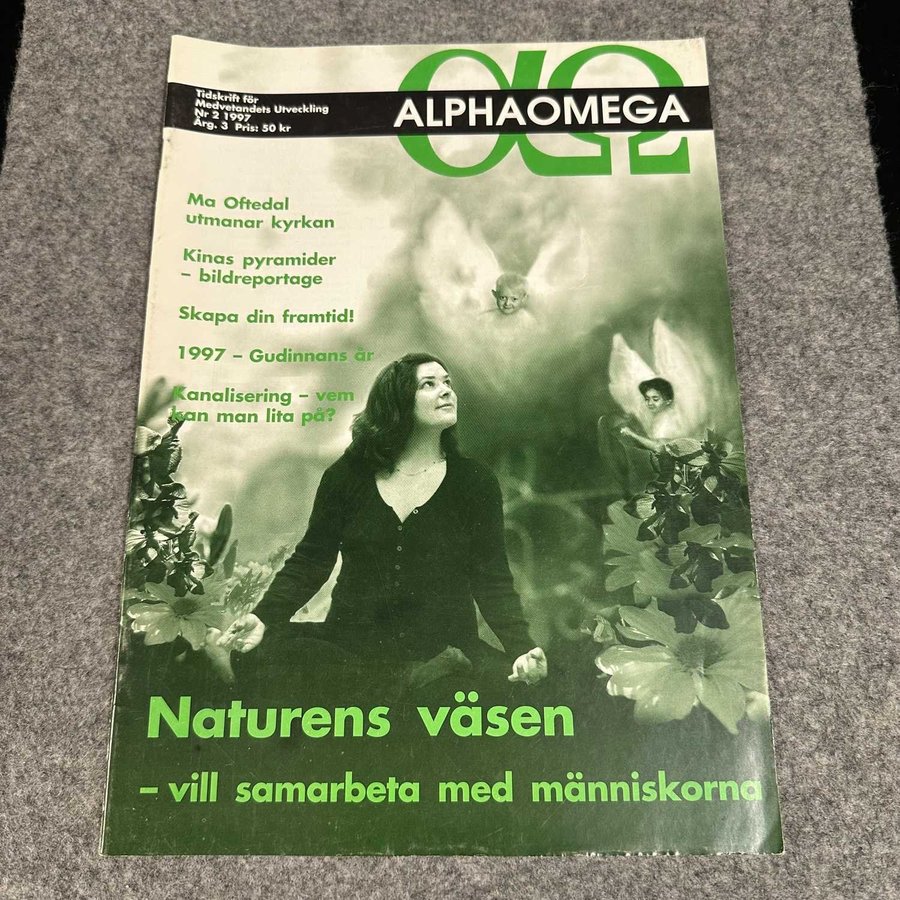 Tidskrift för
Medvetandets Utveckling
Nr 2 1997
Årg. 3 Pris: 50 kr
αΩ
ALPHAOMEGA
Ma Oftedal
utmanar kyrkan
Kinas pyramider
– bildreportage
Skapa din framtid!
1997 – Gudinnans år
Kanalisering – vem
kan man lita på?
Naturens väsen
– vill samarbeta med människorna